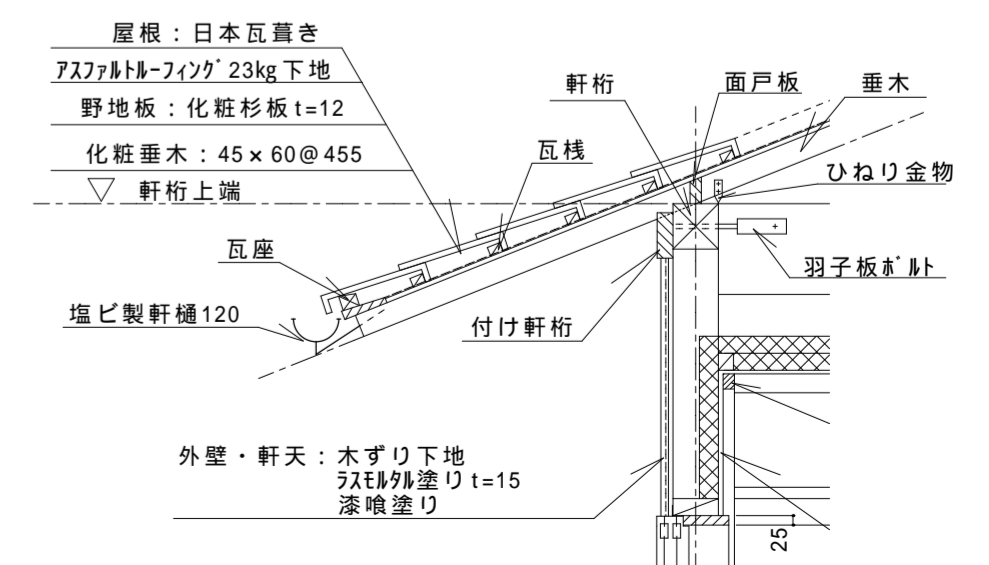 屋根：日本瓦葺き
ｱｽﾌｧﾙﾄﾙｰﾌｨﾝｸﾞ23kg下地
野地板：化粧杉板t=12
化粧垂木：45×60@455
軒桁上端
瓦座
塩ビ製軒樋120
瓦桟
軒桁
面戸板
垂木
ひねり金物
羽子板ﾎﾞﾙﾄ
付け軒桁
外壁・軒天：木ずり下地
ﾗｽﾓﾙﾀﾙ塗りt=15
漆喰塗り
25